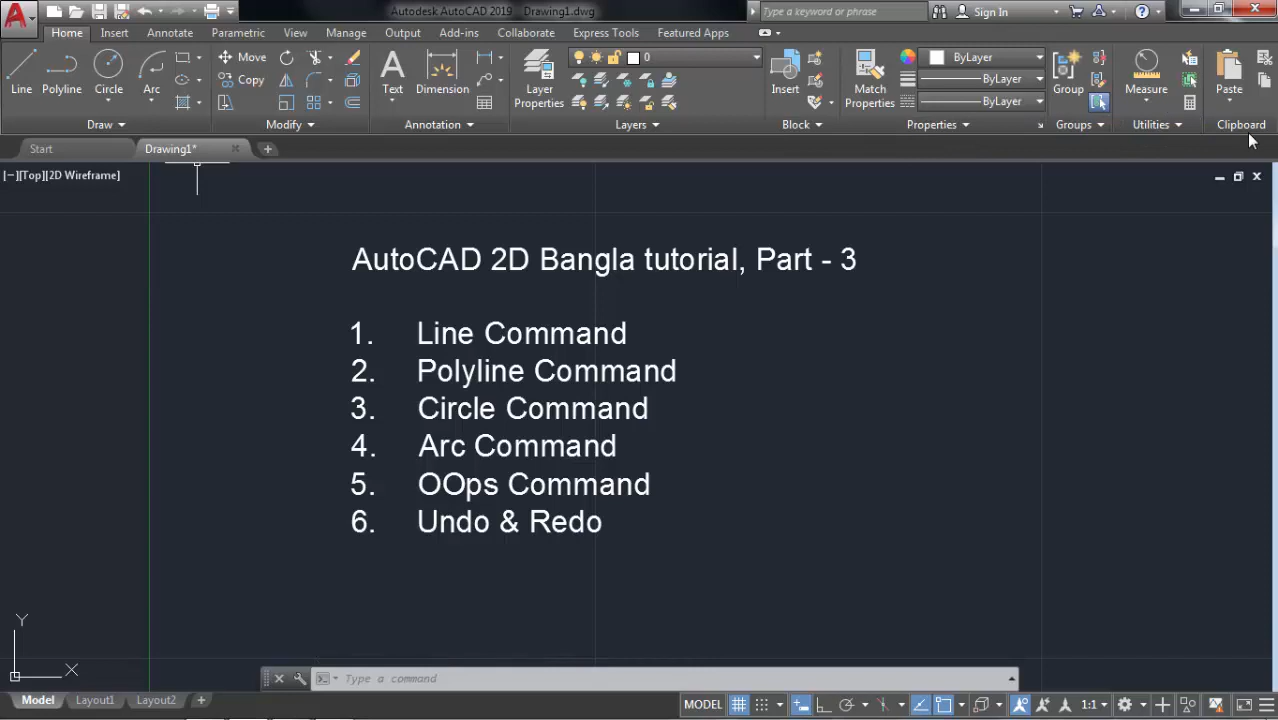 Autodesk AutoCAD 2019 Drawing1.dwg
Type a keyword or phrase
Sign In
Home Insert Annotate Parametric View Manage Output Add-ins Collaborate Express Tools Featured Apps
Line Polyline Circle Arc
Move
Copy
Text Dimension
Layer Properties
0
Insert
Match Properties
ByLayer
ByLayer
ByLayer
Group
Measure
Paste
Draw Modify Annotation Layers Block Properties Groups Utilities Clipboard
Start Drawing1*
[−][Top][2D Wireframe]
AutoCAD 2D Bangla tutorial, Part - 3
1. Line Command
2. Polyline Command
3. Circle Command
4. Arc Command
5. OOps Command
6. Undo & Redo
Y
X
Type a command
Model Layout1 Layout2 +
MODEL 1:1